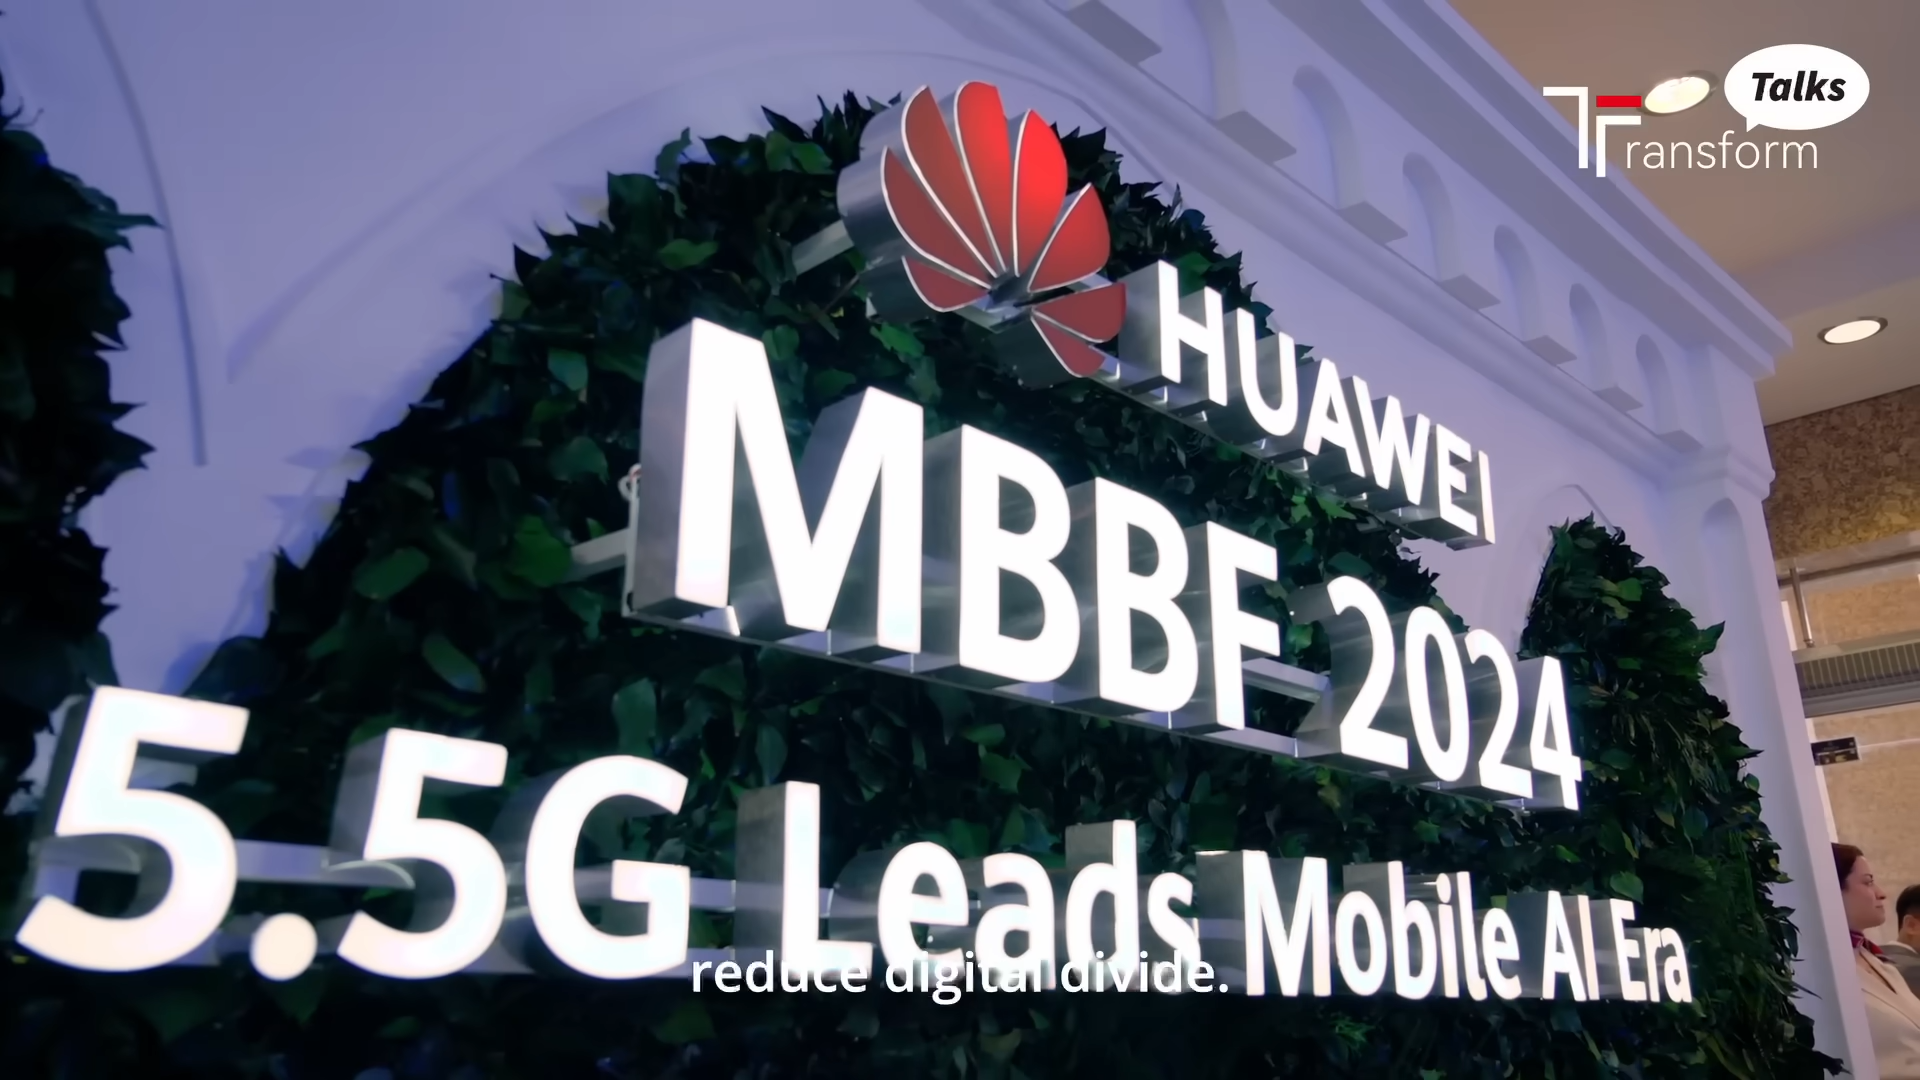 Talks
Transform
HUAWEI
MBBF 2024
5.5G Leads Mobile AI Era
reduce digital divide.